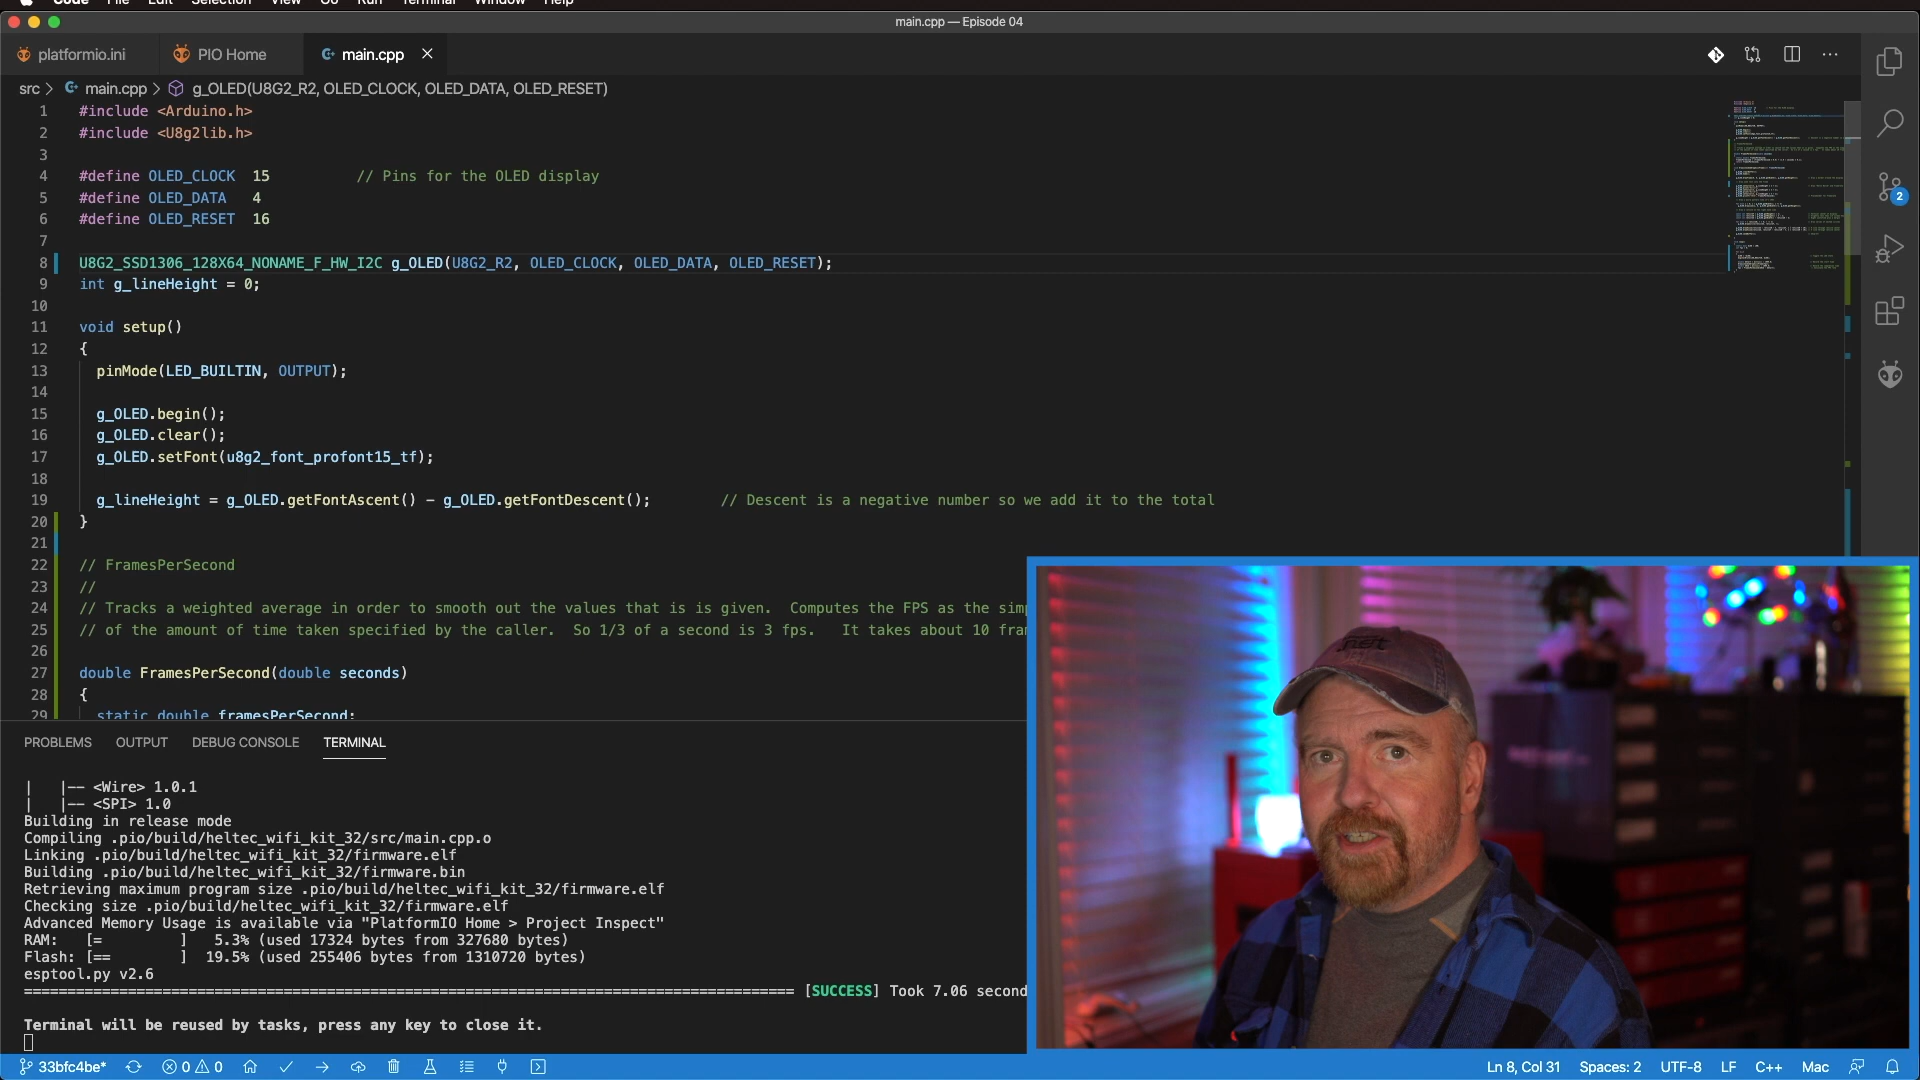 Code File Edit Selection View Go Run Terminal Window Help
main.cpp — Episode 04
platformio.ini PIO Home main.cpp
src > main.cpp > g_OLED(U8G2_R2, OLED_CLOCK, OLED_DATA, OLED_RESET)
1 #include <Arduino.h>
2 #include <U8g2lib.h>
3
4 #define OLED_CLOCK 15 // Pins for the OLED display
5 #define OLED_DATA 4
6 #define OLED_RESET 16
7
8 U8G2_SSD1306_128X64_NONAME_F_HW_I2C g_OLED(U8G2_R2, OLED_CLOCK, OLED_DATA, OLED_RESET);
9 int g_lineHeight = 0;
10
11 void setup()
12 {
13 pinMode(LED_BUILTIN, OUTPUT);
14
15 g_OLED.begin();
16 g_OLED.clear();
17 g_OLED.setFont(u8g2_font_profont15_tf);
18
19 g_lineHeight = g_OLED.getFontAscent() - g_OLED.getFontDescent(); // Descent is a negative number so we add it to the total
20 }
21
22 // FramesPerSecond
23 //
24 // Tracks a weighted average in order to smooth out the values that is is given. Computes the FPS as the sim
25 // of the amount of time taken specified by the caller. So 1/3 of a second is 3 fps. It takes about 10 fra
26
27 double FramesPerSecond(double seconds)
28 {
29 static double framesPerSecond;
2
PROBLEMS OUTPUT DEBUG CONSOLE TERMINAL
| |-- <Wire> 1.0.1
| |-- <SPI> 1.0
Building in release mode
Compiling .pio/build/heltec_wifi_kit_32/src/main.cpp.o
Linking .pio/build/heltec_wifi_kit_32/firmware.elf
Building .pio/build/heltec_wifi_kit_32/firmware.bin
Retrieving maximum program size .pio/build/heltec_wifi_kit_32/firmware.elf
Checking size .pio/build/heltec_wifi_kit_32/firmware.elf
Advanced Memory Usage is available via "PlatformIO Home > Project Inspect"
RAM: [= ] 5.3% (used 17324 bytes from 327680 bytes)
Flash: [== ] 19.5% (used 255406 bytes from 1310720 bytes)
esptool.py v2.6
========================================================================================= [SUCCESS] Took 7.06 second
Terminal will be reused by tasks, press any key to close it.
33bfc4be* 0 0 Ln 8, Col 31 Spaces: 2 UTF-8 LF C++ Mac